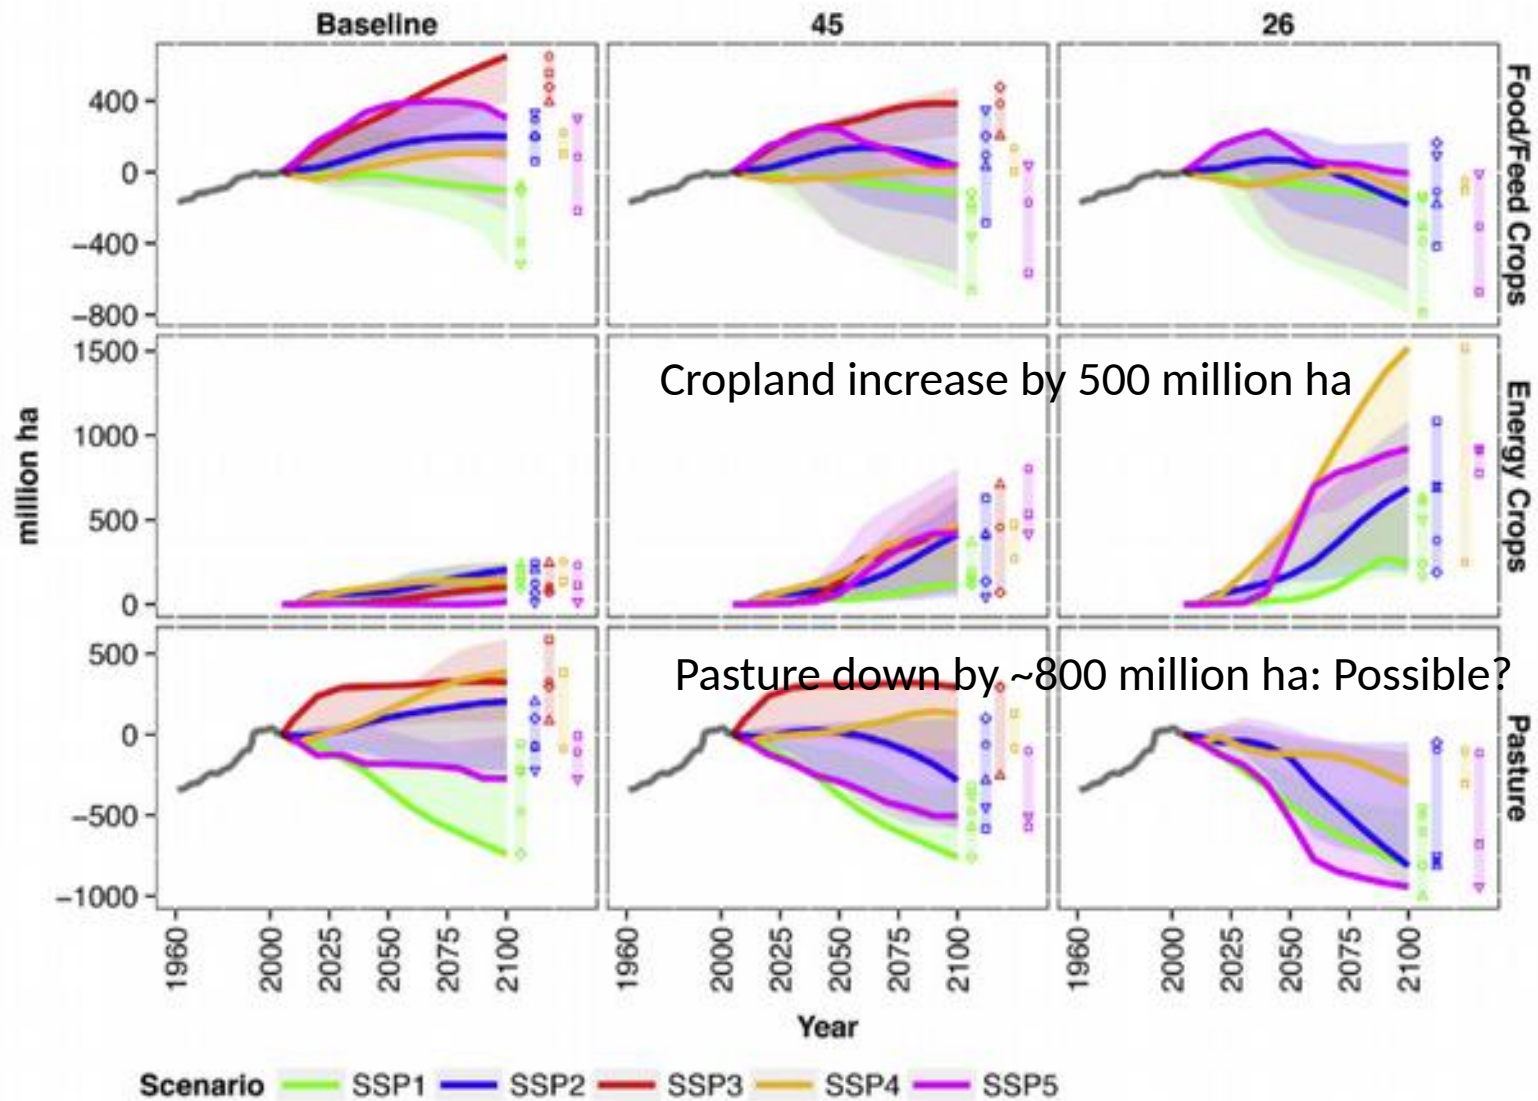 Baseline 45 26
400
0
−400
−800
Food/Feed Crops
Cropland increase by 500 million ha
1500
1000
500
0
Energy Crops
million ha
Pasture down by ~800 million ha: Possible?
500
0
−500
−1000
Pasture
1960 2000 2025 2050 2075 2100 1960 2000 2025 2050 2075 2100 1960 2000 2025 2050 2075 2100
Year
Scenario SSP1 SSP2 SSP3 SSP4 SSP5